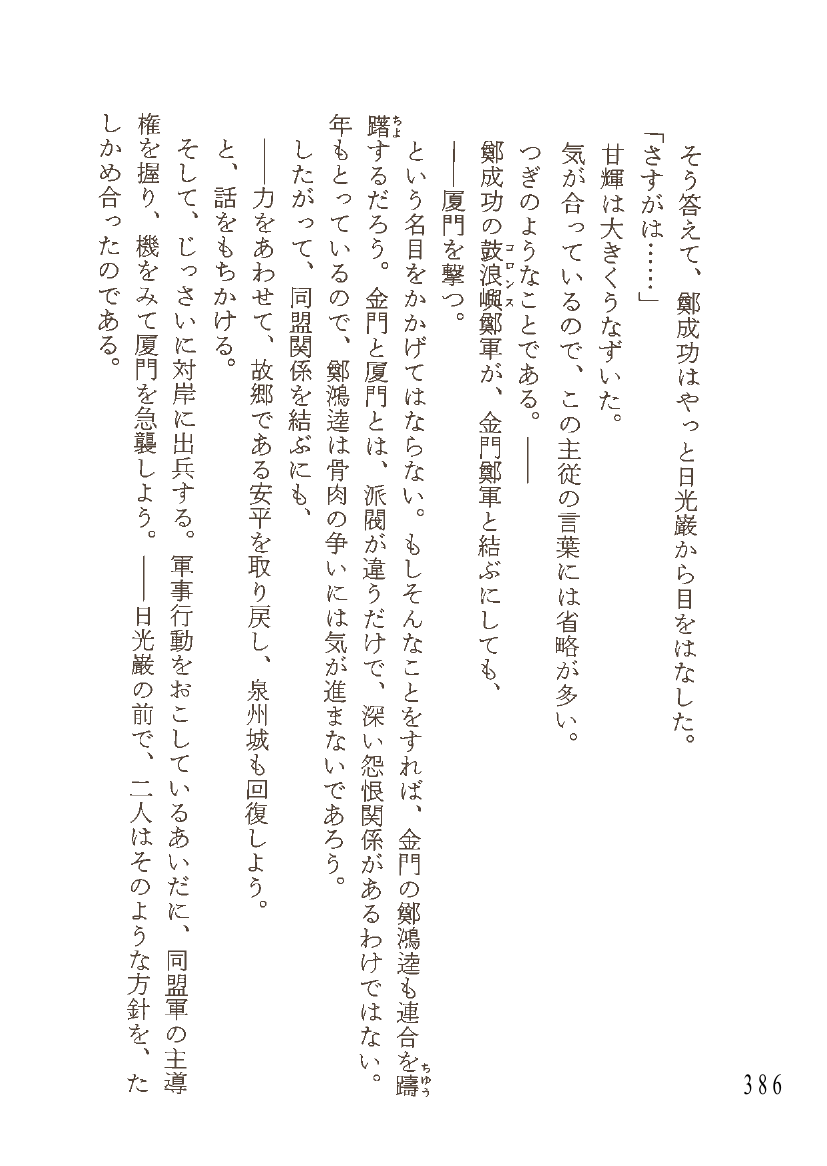 そう答えて、鄭成功はやっと日光巌から目をはなした。
「さすがは……」
甘輝は大きくうなずいた。
気が合っているので、この主従の言葉には省略が多い。
つぎのようなことである。――
鄭成功の鼓浪嶼鄭軍が、金門鄭軍と結ぶにしても、
コロンス
――厦門を撃つ。
という名目をかかげてはならない。もしそんなことをすれば、金門の鄭鴻逵も連合を躊
ちゆう
躇するだろう。金門と厦門とは、派閥が違うだけで、深い怨恨関係があるわけではない。
ちよ
年もとっているので、鄭鴻逵は骨肉の争いには気が進まないであろう。
したがって、同盟関係を結ぶにも、
――力をあわせて、故郷である安平を取り戻し、泉州城も回復しよう。
と、話をもちかける。
そして、じっさいに対岸に出兵する。軍事行動をおこしているあいだに、同盟軍の主導
権を握り、機をみて厦門を急襲しよう。――日光巌の前で、二人はそのような方針を、た
しかめ合ったのである。
386